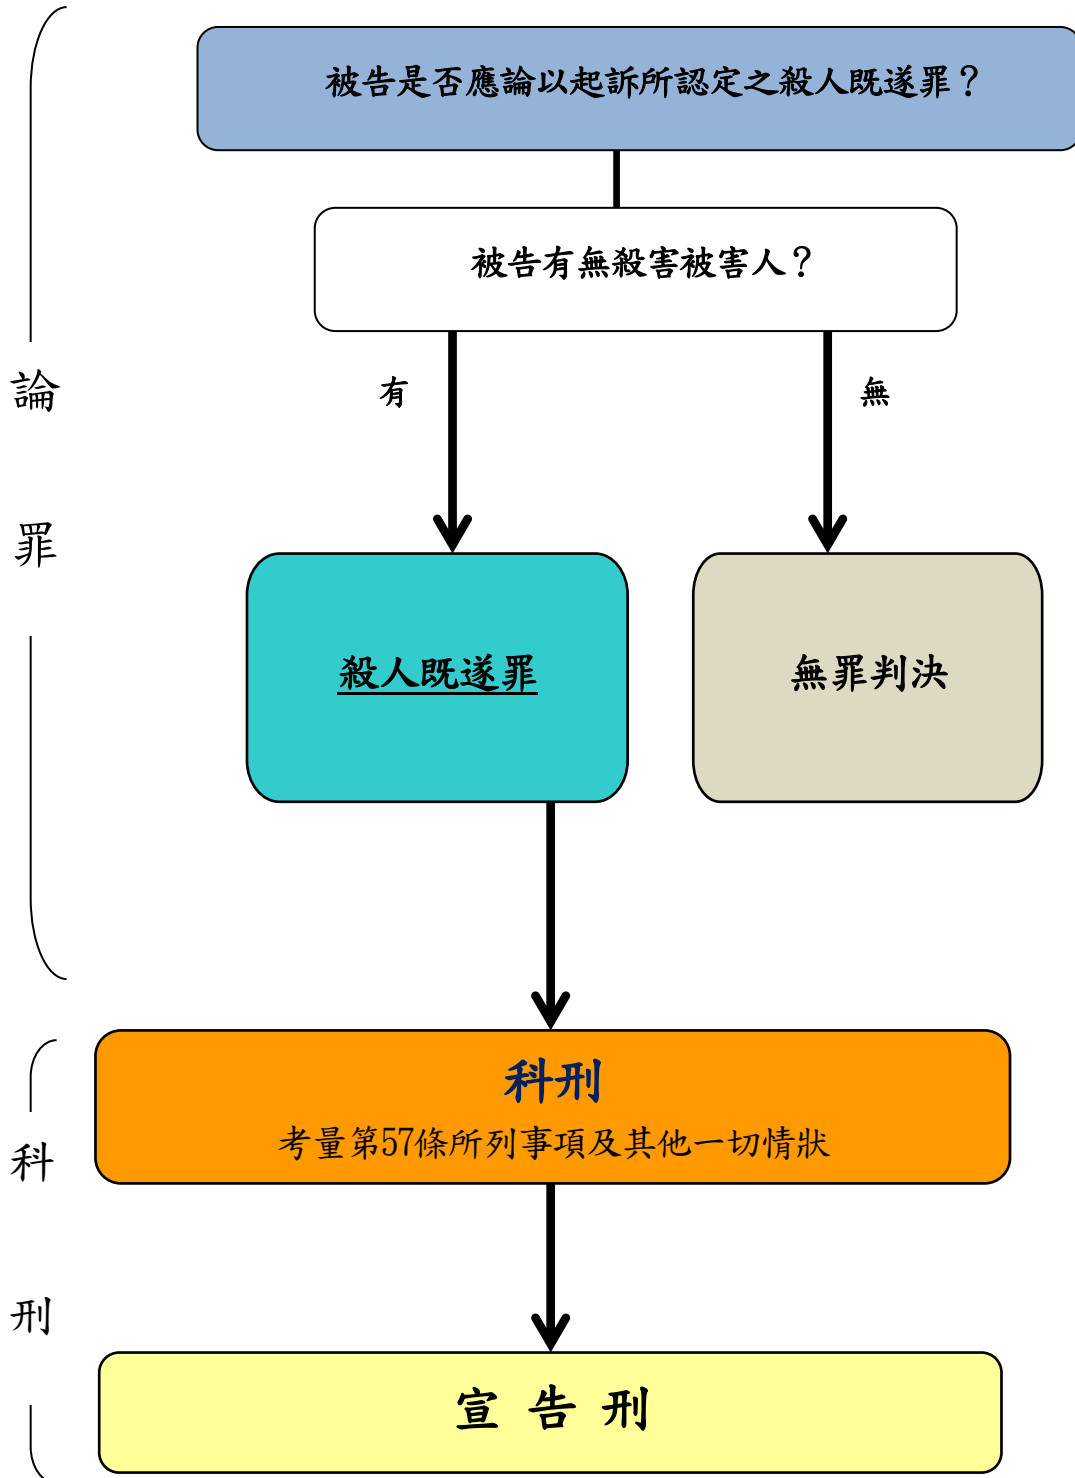 被告是否應論以起訴所認定之殺人既遂罪？
被告有無殺害被害人？
論
罪
有
無
殺人既遂罪
無罪判決
科刑
考量第57條所列事項及其他一切情狀
科
刑
宣告刑